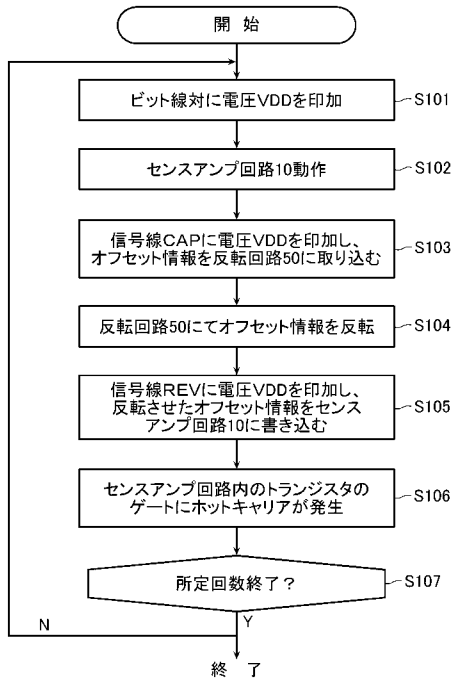 開 始
ビット線対に電圧VDDを印加
S101
センスアンプ回路10動作
S102
信号線CAPに電圧VDDを印加し、
オフセット情報を反転回路50に取り込む
S103
反転回路50にてオフセット情報を反転
S104
信号線REVに電圧VDDを印加し、
反転させたオフセット情報をセンス
アンプ回路10に書き込む
S105
センスアンプ回路内のトランジスタの
ゲートにホットキャリアが発生
S106
所定回数終了？
S107
N
Y
終 了